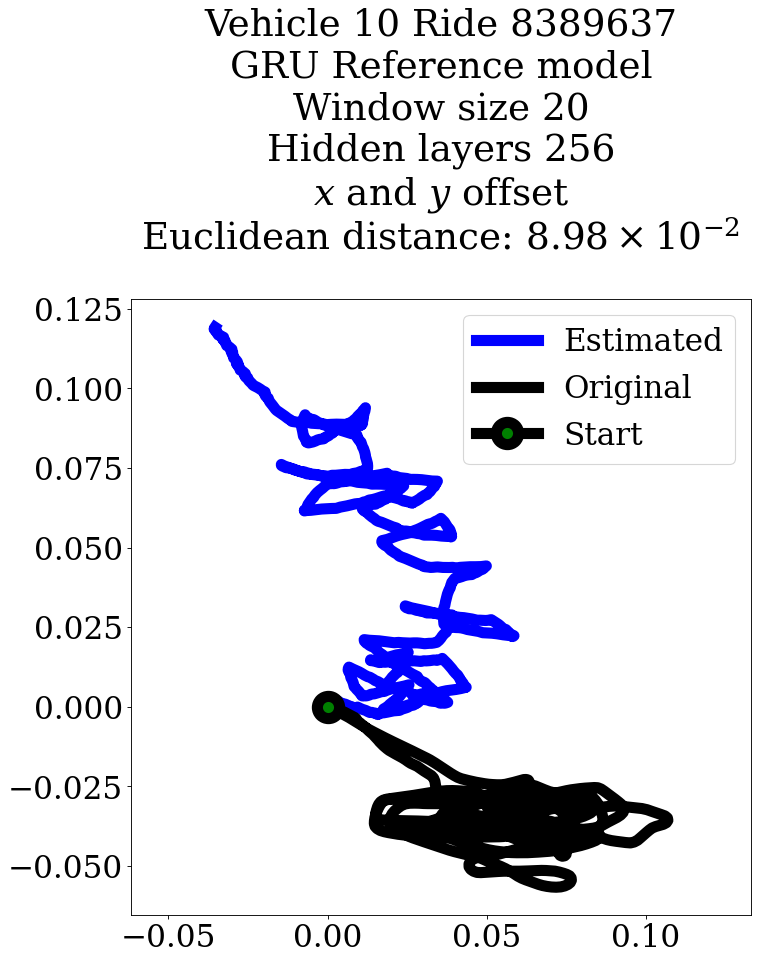 Vehicle 10 Ride 8389637
GRU Reference model
Window size 20
Hidden layers 256
x and y offset
Euclidean distance: 8.98 × 10⁻²
Estimated
Original
Start
0.125
0.100
0.075
0.050
0.025
0.000
−0.025
−0.050
−0.05 0.00 0.05 0.10